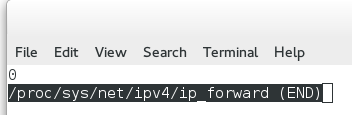 File Edit View Search Terminal Help
0
/proc/sys/net/ipv4/ip_forward (END)